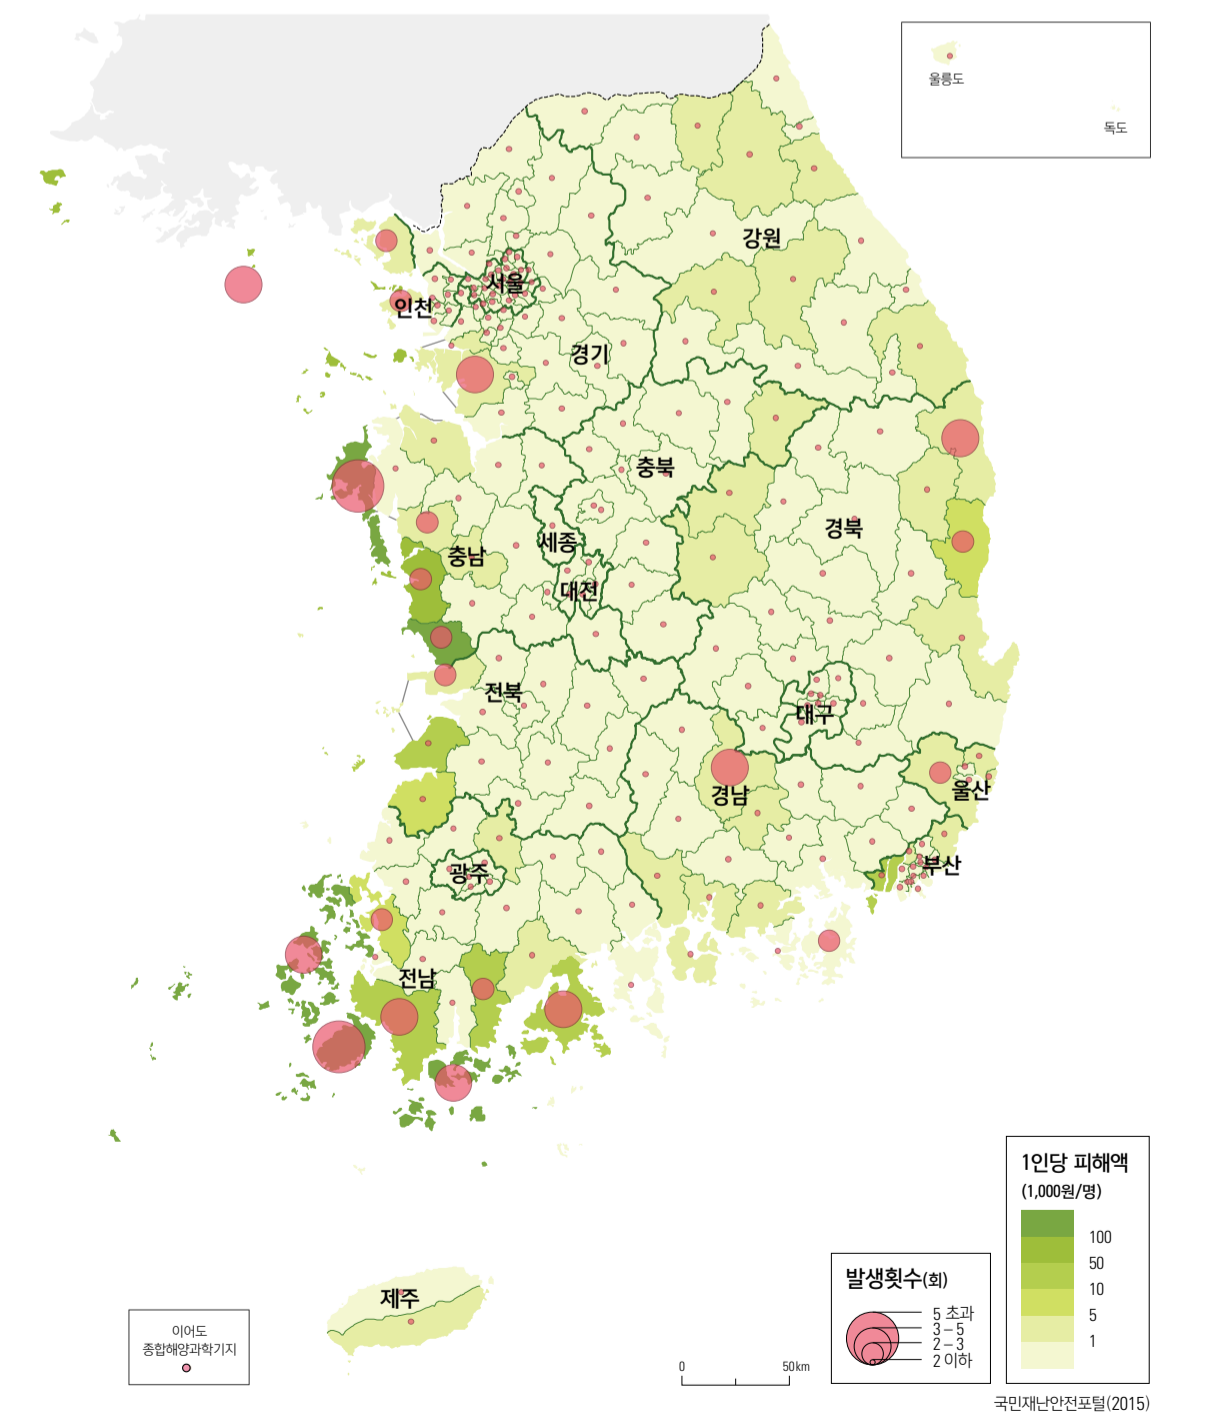 울릉도
독도
강원
서울
인천
경기
충북
경북
세종
충남
대전
전북
대구
경남
울산
부산
광주
전남
제주
이어도
종합해양과학기지
0 50km
발생횟수(회)
5 초과
3 – 5
2 – 3
2 이하
1인당 피해액
(1,000원/명)
100
50
10
5
1
국민재난안전포털(2015)